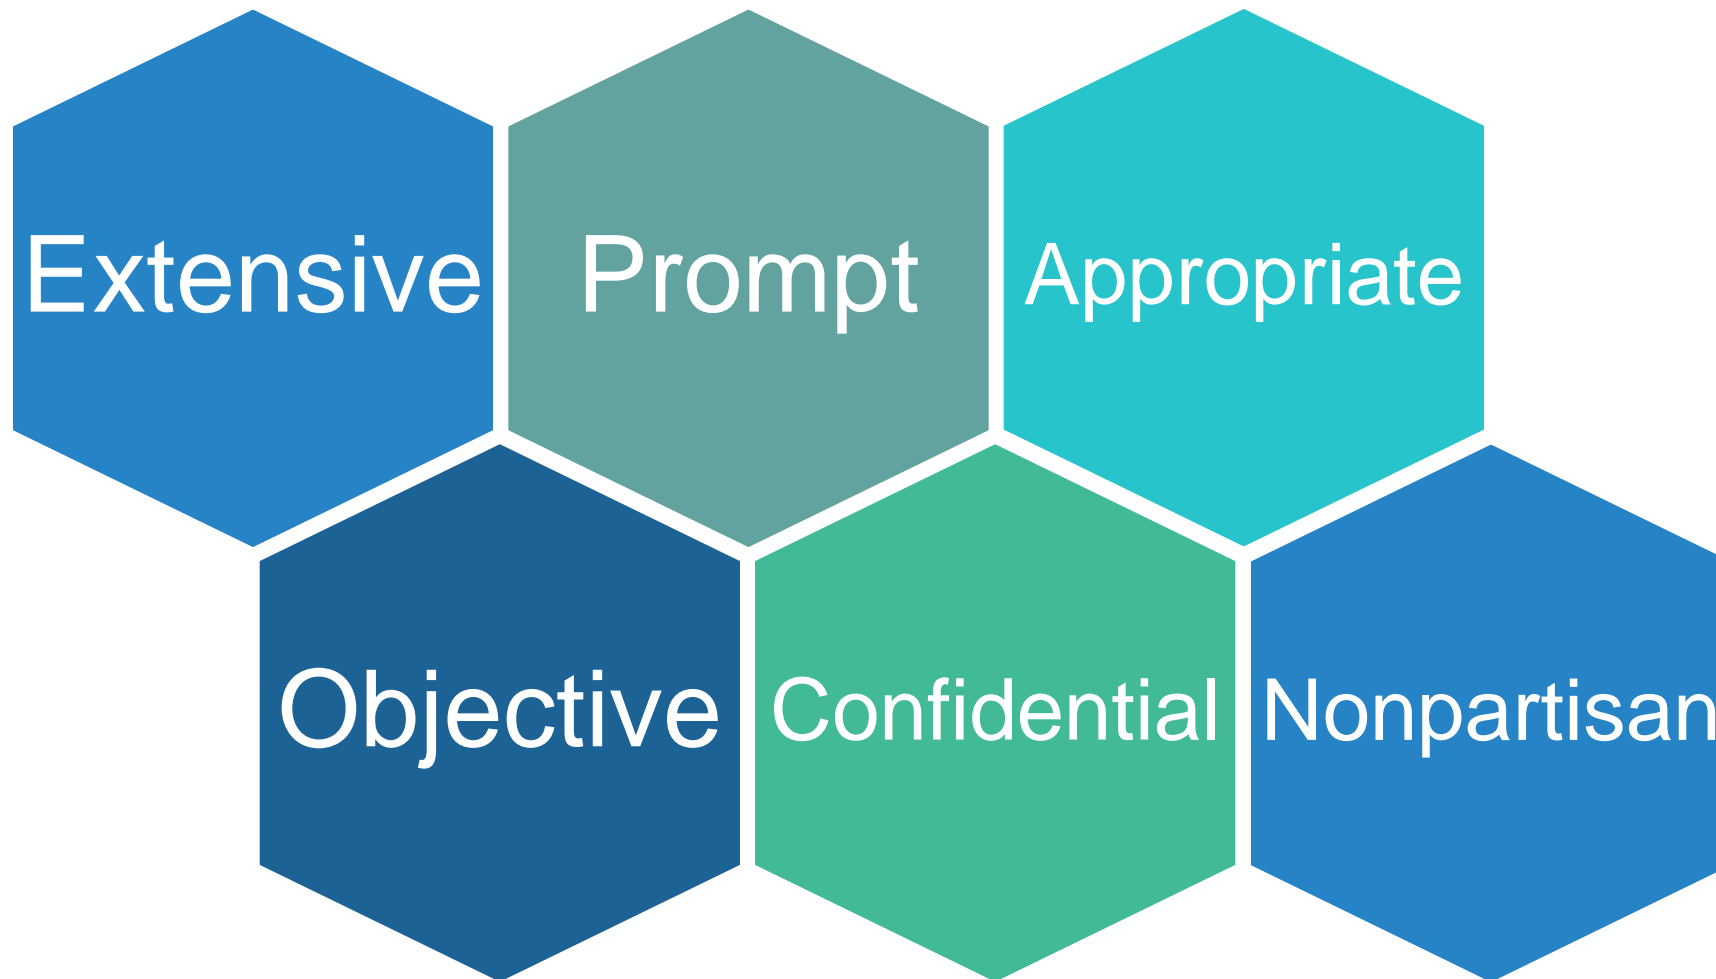 Extensive
Prompt
Appropriate
Objective
Confidential
Nonpartisan